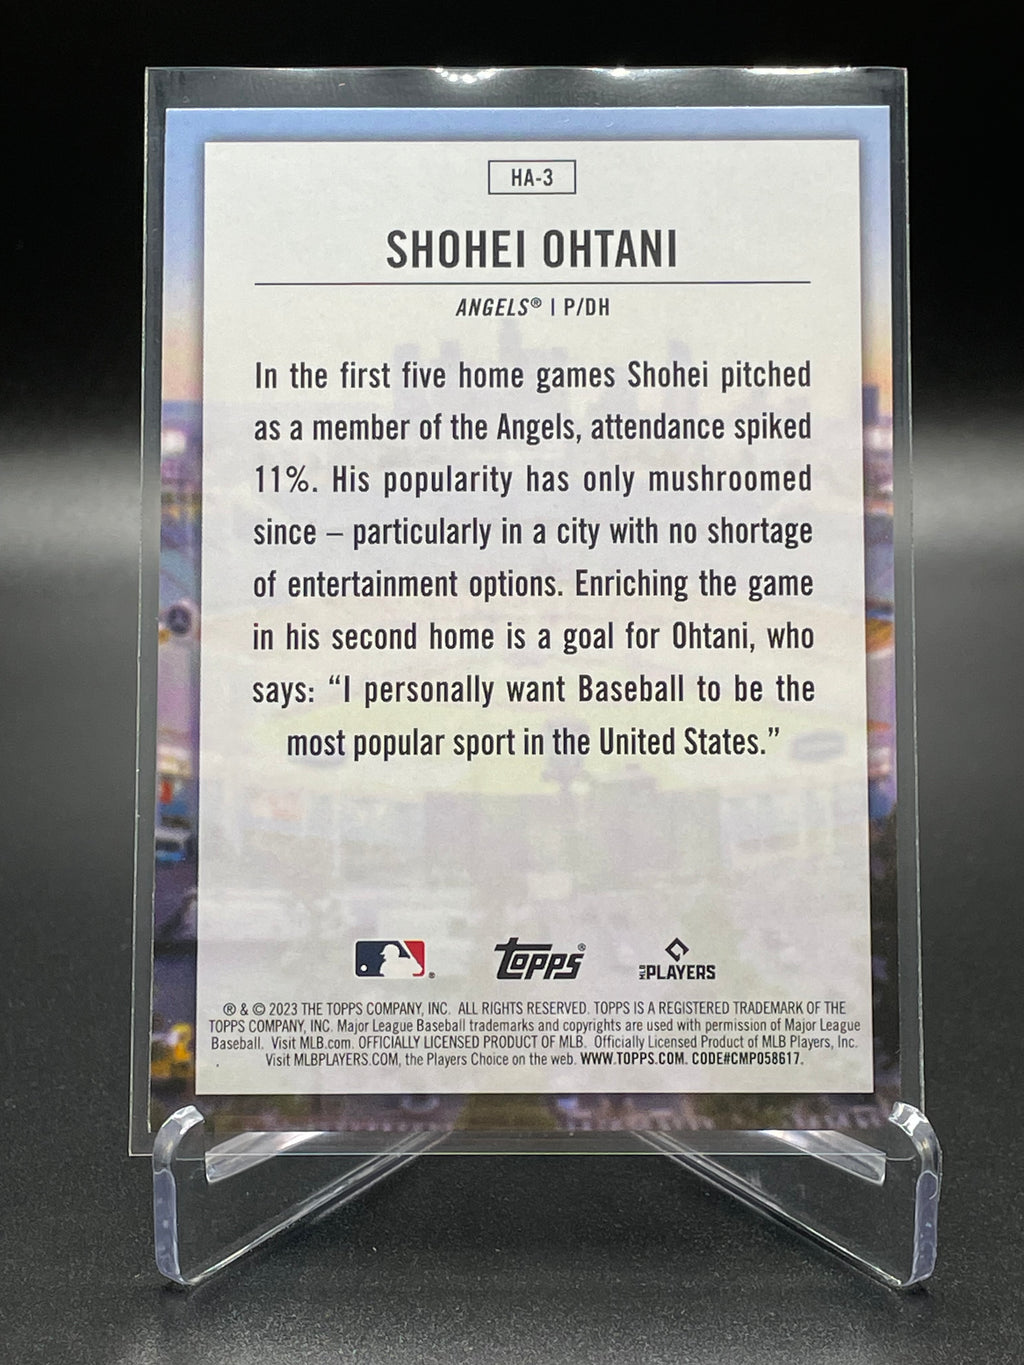 HA-3
SHOHEI OHTANI
ANGELS® | P/DH
In the first five home games Shohei pitched
as a member of the Angels, attendance spiked
11%. His popularity has only mushroomed
since – particularly in a city with no shortage
of entertainment options. Enriching the game
in his second home is a goal for Ohtani, who
says: “I personally want Baseball to be the
most popular sport in the United States.”
® TOPPS® MLB PLAYERS
® & © 2023 THE TOPPS COMPANY, INC. ALL RIGHTS RESERVED. TOPPS IS A REGISTERED TRADEMARK OF THE
TOPPS COMPANY, INC. Major League Baseball trademarks and copyrights are used with permission of Major League
Baseball. Visit MLB.com. OFFICIALLY LICENSED PRODUCT OF MLB. Officially Licensed Product of MLB Players, Inc.
Visit MLBPLAYERS.COM, the Players Choice on the web. WWW.TOPPS.COM. CODE#CMP058617.